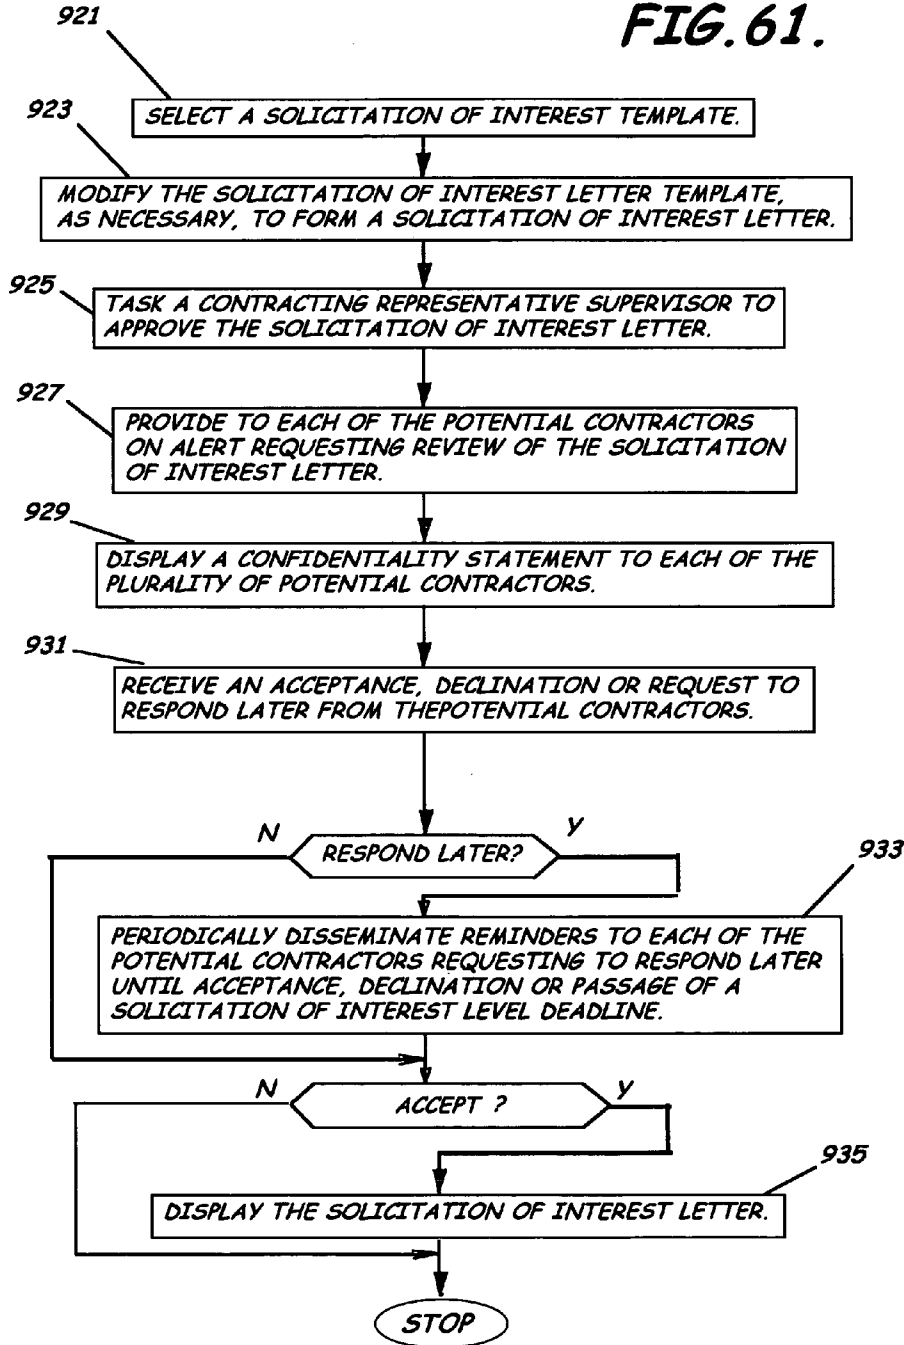 921
FIG. 61.
SELECT A SOLICITATION OF INTEREST TEMPLATE.
923
MODIFY THE SOLICITATION OF INTEREST LETTER TEMPLATE,
AS NECESSARY, TO FORM A SOLICITATION OF INTEREST LETTER.
925
TASK A CONTRACTING REPRESENTATIVE SUPERVISOR TO
APPROVE THE SOLICITATION OF INTEREST LETTER.
927
PROVIDE TO EACH OF THE POTENTIAL CONTRACTORS
ON ALERT REQUESTING REVIEW OF THE SOLICITATION
OF INTEREST LETTER.
929
DISPLAY A CONFIDENTIALITY STATEMENT TO EACH OF THE
PLURALITY OF POTENTIAL CONTRACTORS.
931
RECEIVE AN ACCEPTANCE, DECLINATION OR REQUEST TO
RESPOND LATER FROM THEPOTENTIAL CONTRACTORS.
N
Y
RESPOND LATER?
933
PERIODICALLY DISSEMINATE REMINDERS TO EACH OF THE
POTENTIAL CONTRACTORS REQUESTING TO RESPOND LATER
UNTIL ACCEPTANCE, DECLINATION OR PASSAGE OF A
SOLICITATION OF INTEREST LEVEL DEADLINE.
N
Y
ACCEPT ?
935
DISPLAY THE SOLICITATION OF INTEREST LETTER.
STOP